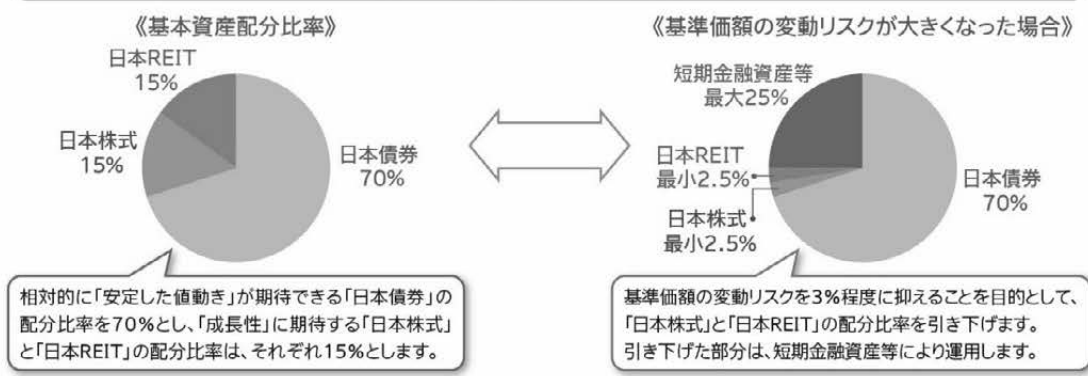 《基本資産配分比率》
日本REIT
15%
日本株式
15%
日本債券
70%
相対的に「安定した値動き」が期待できる「日本債券」の
配分比率を70%とし、「成長性」に期待する「日本株式」
と「日本REIT」の配分比率は、それぞれ15%とします。
《基準価額の変動リスクが大きくなった場合》
短期金融資産等
最大25%
日本REIT
最小2.5%
日本株式
最小2.5%
日本債券
70%
基準価額の変動リスクを3%程度に抑えることを目的として、
「日本株式」と「日本REIT」の配分比率を引き下げます。
引き下げた部分は、短期金融資産等により運用します。